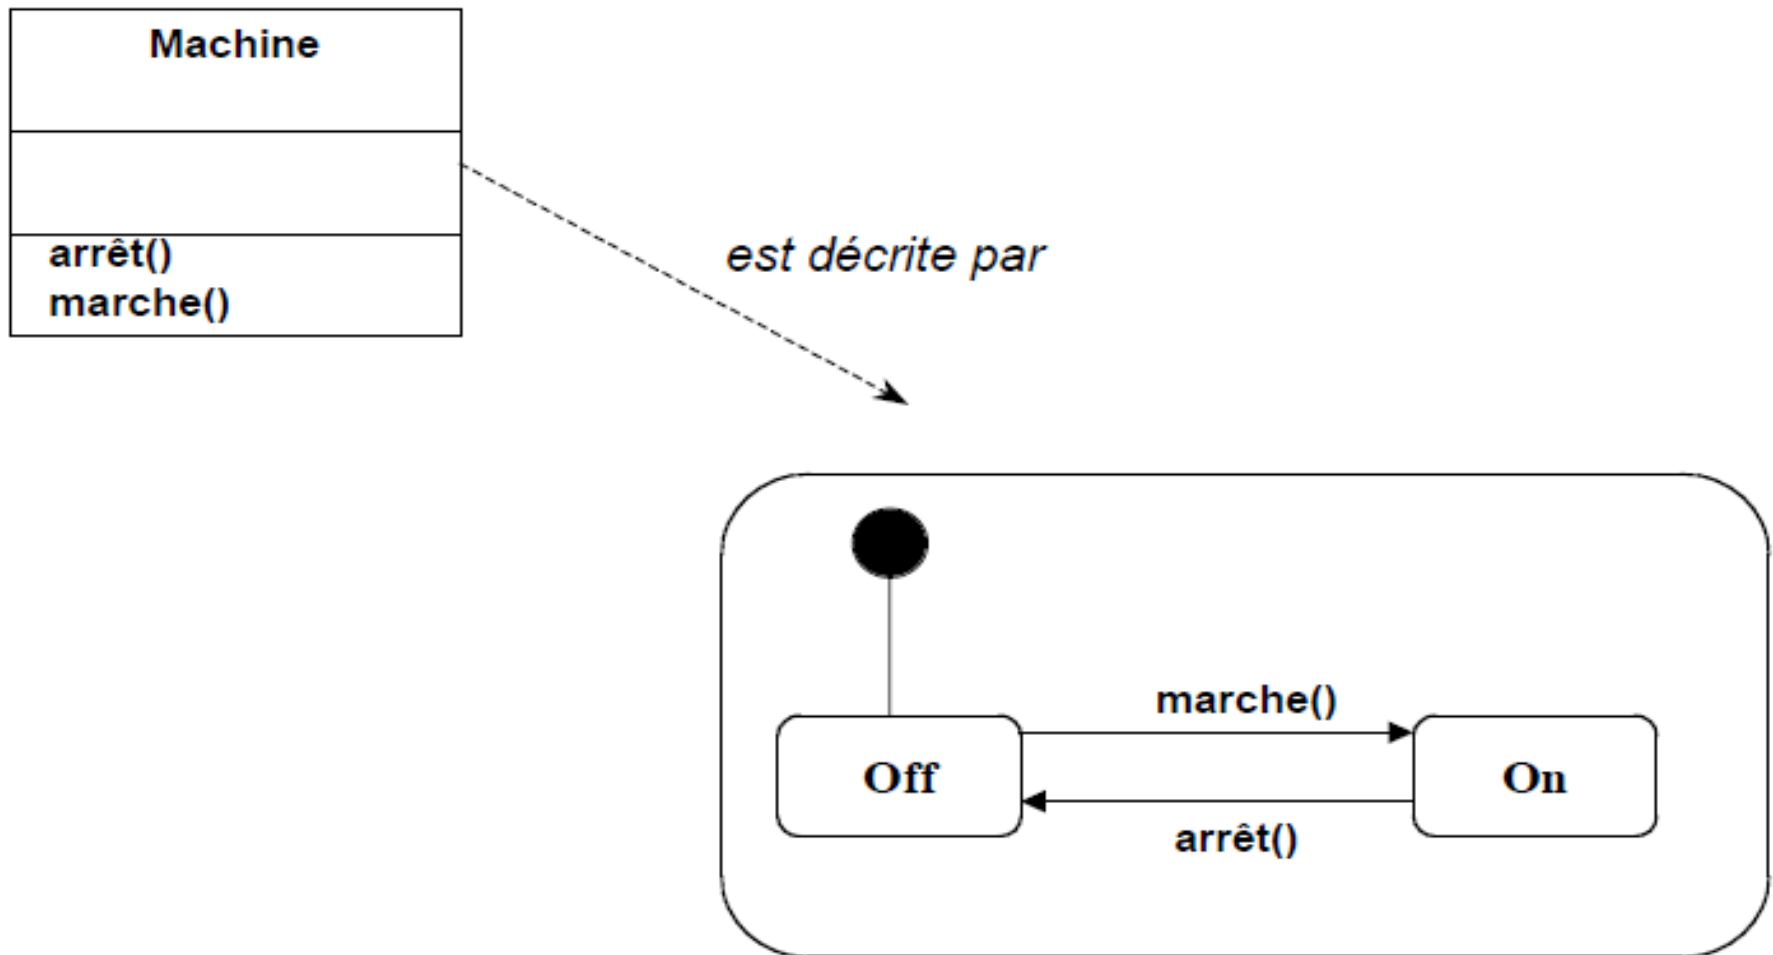 Machine
arrêt()
marche()
est décrite par
marche()
Off
On
arrêt()